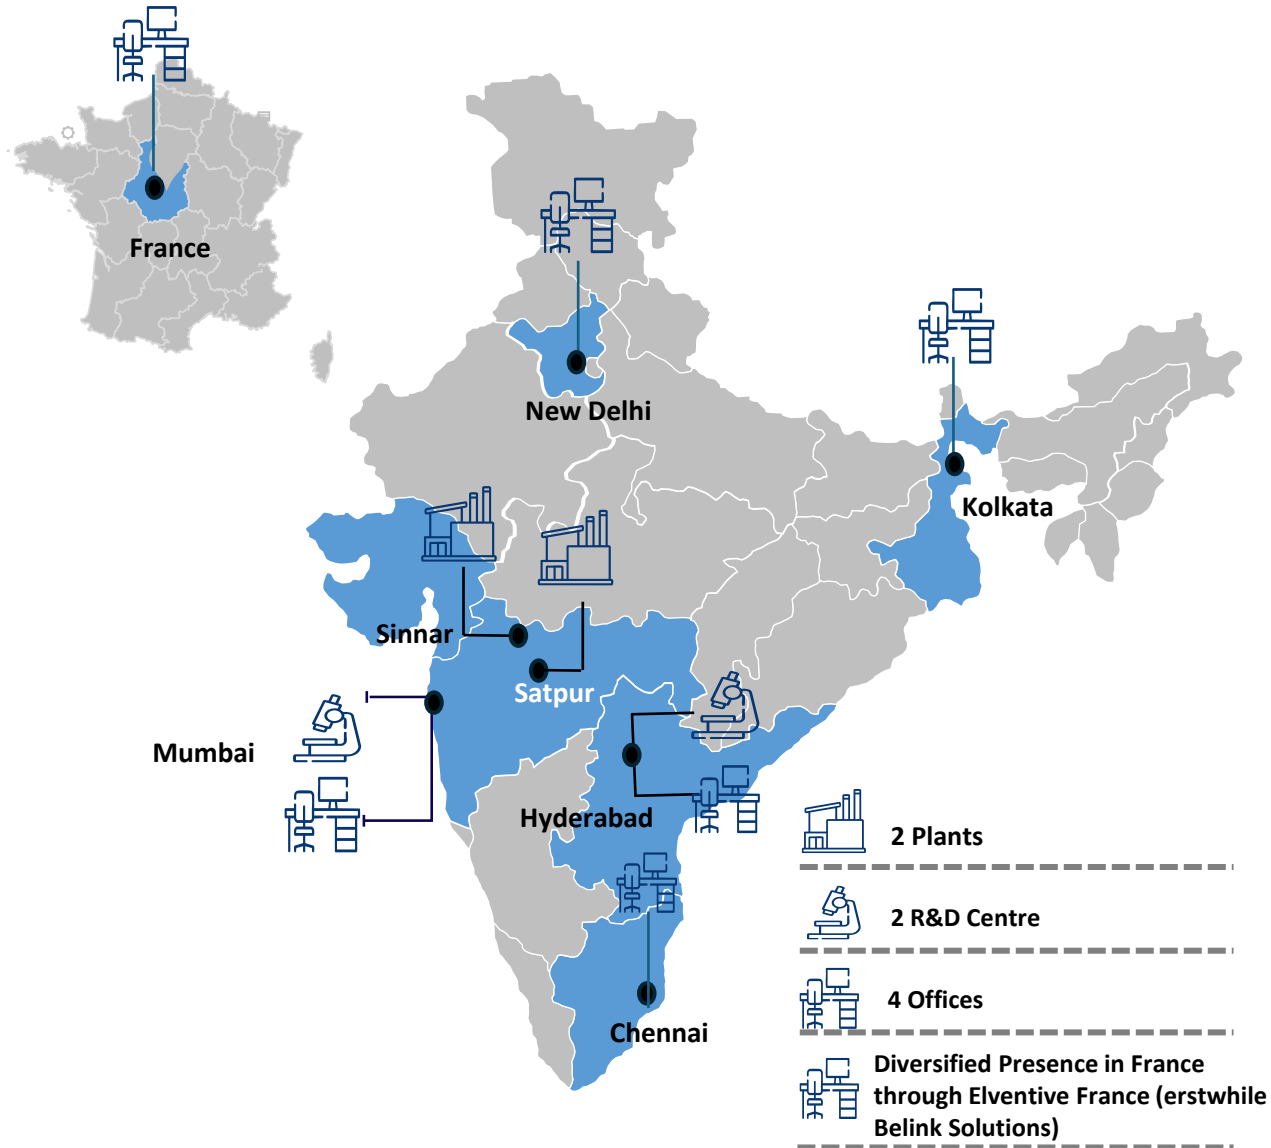 France
New Delhi
Kolkata
Sinnar
Satpur
Mumbai
Hyderabad
Chennai
2 Plants
2 R&D Centre
4 Offices
Diversified Presence in France
through Elventive France (erstwhile
Belink Solutions)